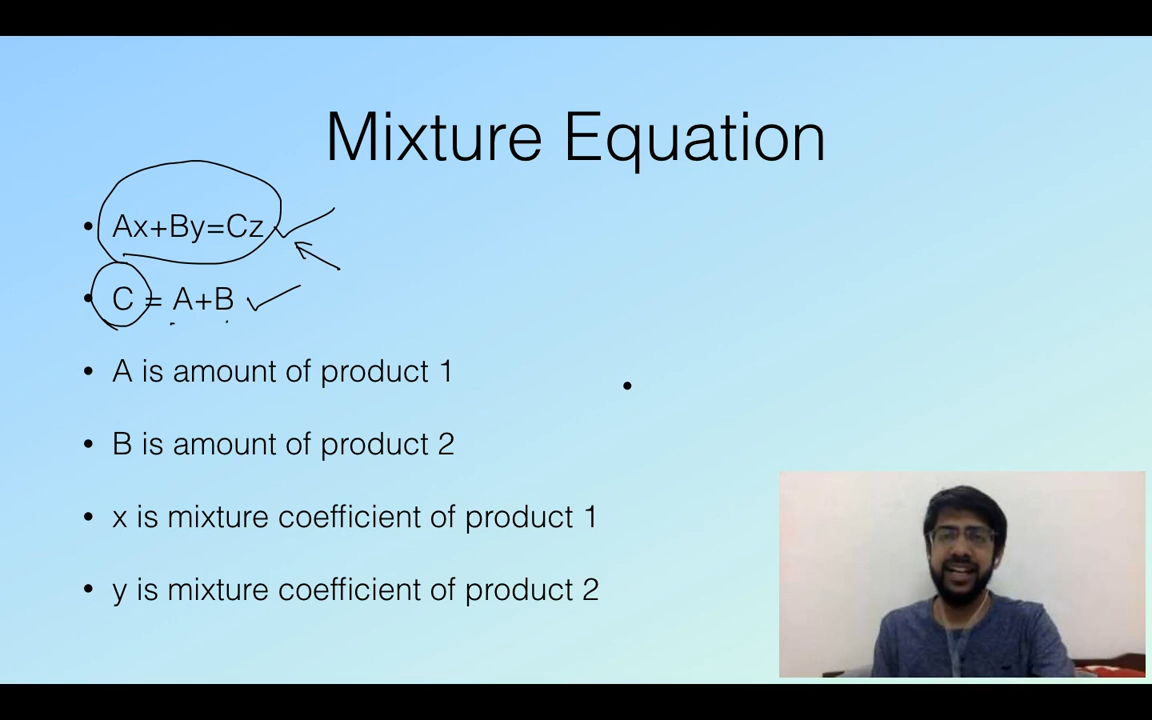 Mixture Equation
• Ax+By=Cz
• C = A+B
• A is amount of product 1
• B is amount of product 2
• x is mixture coefficient of product 1
• y is mixture coefficient of product 2